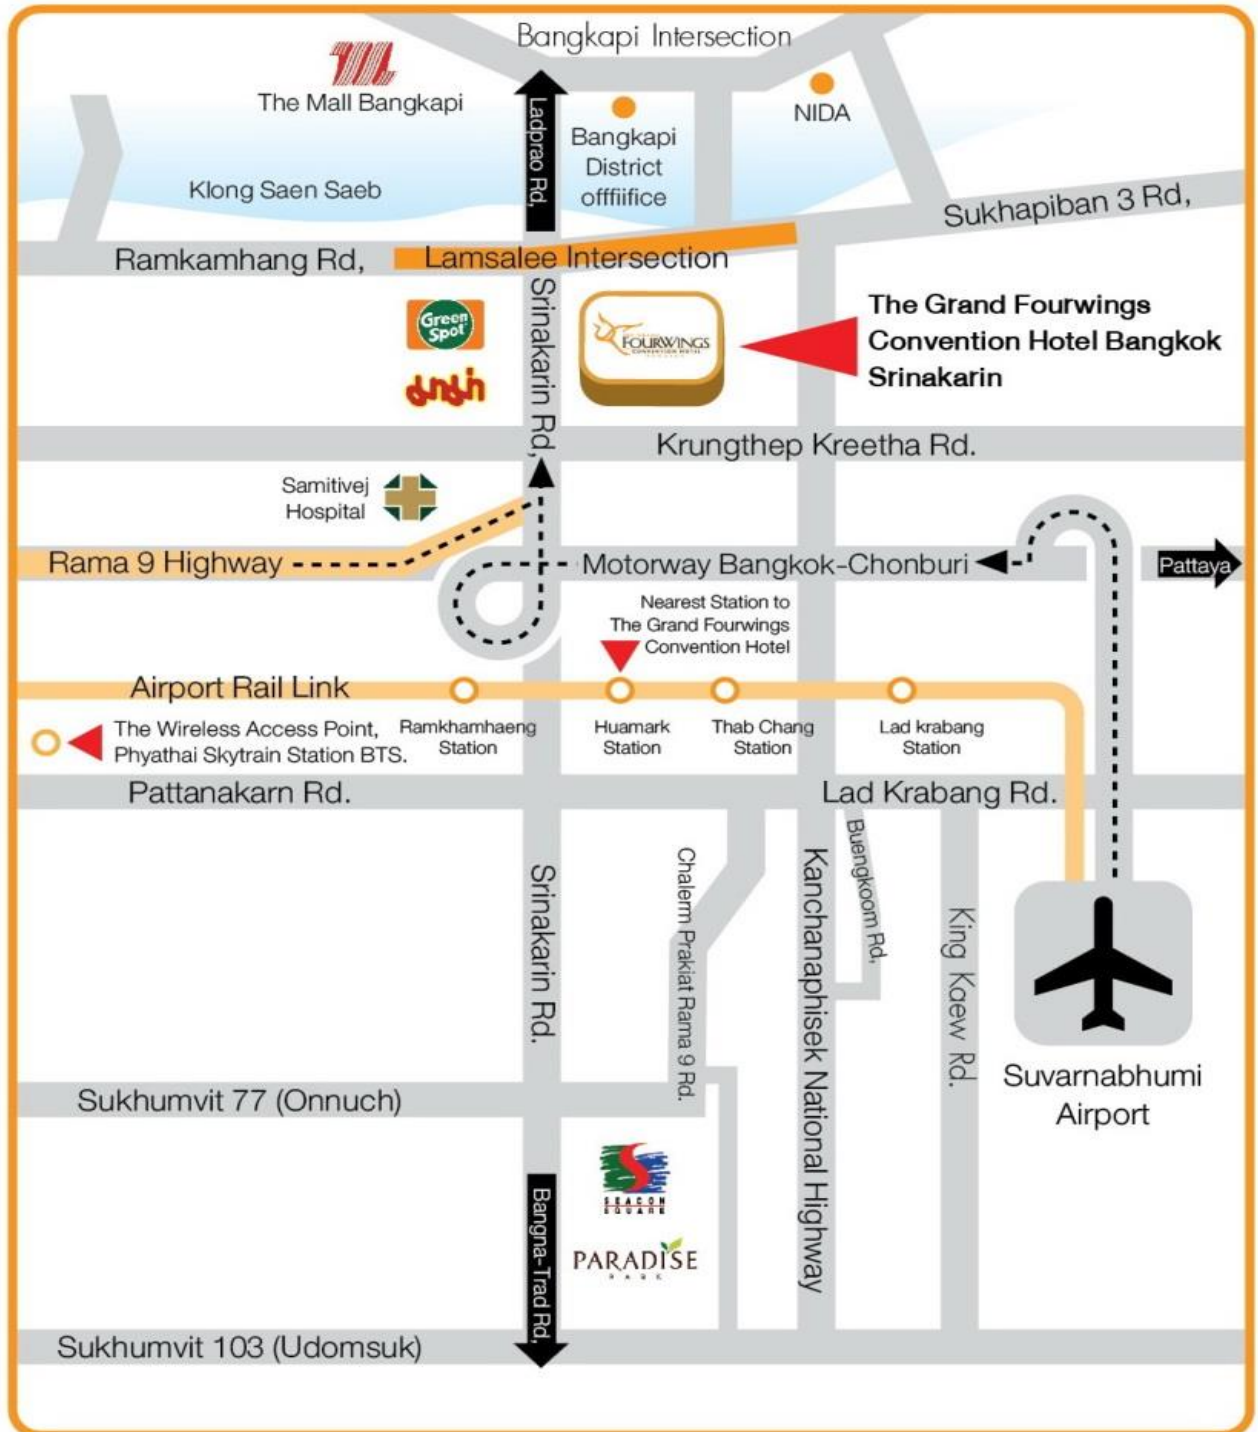 Bangkapi Intersection
The Mall Bangkapi
Ladprao Rd,
Bangkapi
District
offfiifice
NIDA
Klong Saen Saeb
Sukhapiban 3 Rd,
Ramkamhang Rd,
Lamsalee Intersection
Srinakarin Rd,
Green
Spot
FOURWINGS
CONVENTION HOTEL
The Grand Fourwings
Convention Hotel Bangkok
Srinakarin
Krungthep Kreetha Rd.
Samitivej
Hospital
Rama 9 Highway
Motorway Bangkok-Chonburi
Pattaya
Nearest Station to
The Grand Fourwings
Convention Hotel
Airport Rail Link
The Wireless Access Point,
Phyathai Skytrain Station BTS.
Ramkhamhaeng
Station
Huamark
Station
Thab Chang
Station
Lad krabang
Station
Pattanakarn Rd.
Lad Krabang Rd.
Srinakarin Rd.
Chalerm Prakiat Rama 9 Rd.
Kanchanaphisek National Highway
Buengkoom Rd,
King Kaew Rd.
Suvarnabhumi
Airport
Sukhumvit 77 (Onnuch)
SEACON
SQUARE
PARADISE
PARK
Bangna-Trad Rd,
Sukhumvit 103 (Udomsuk)